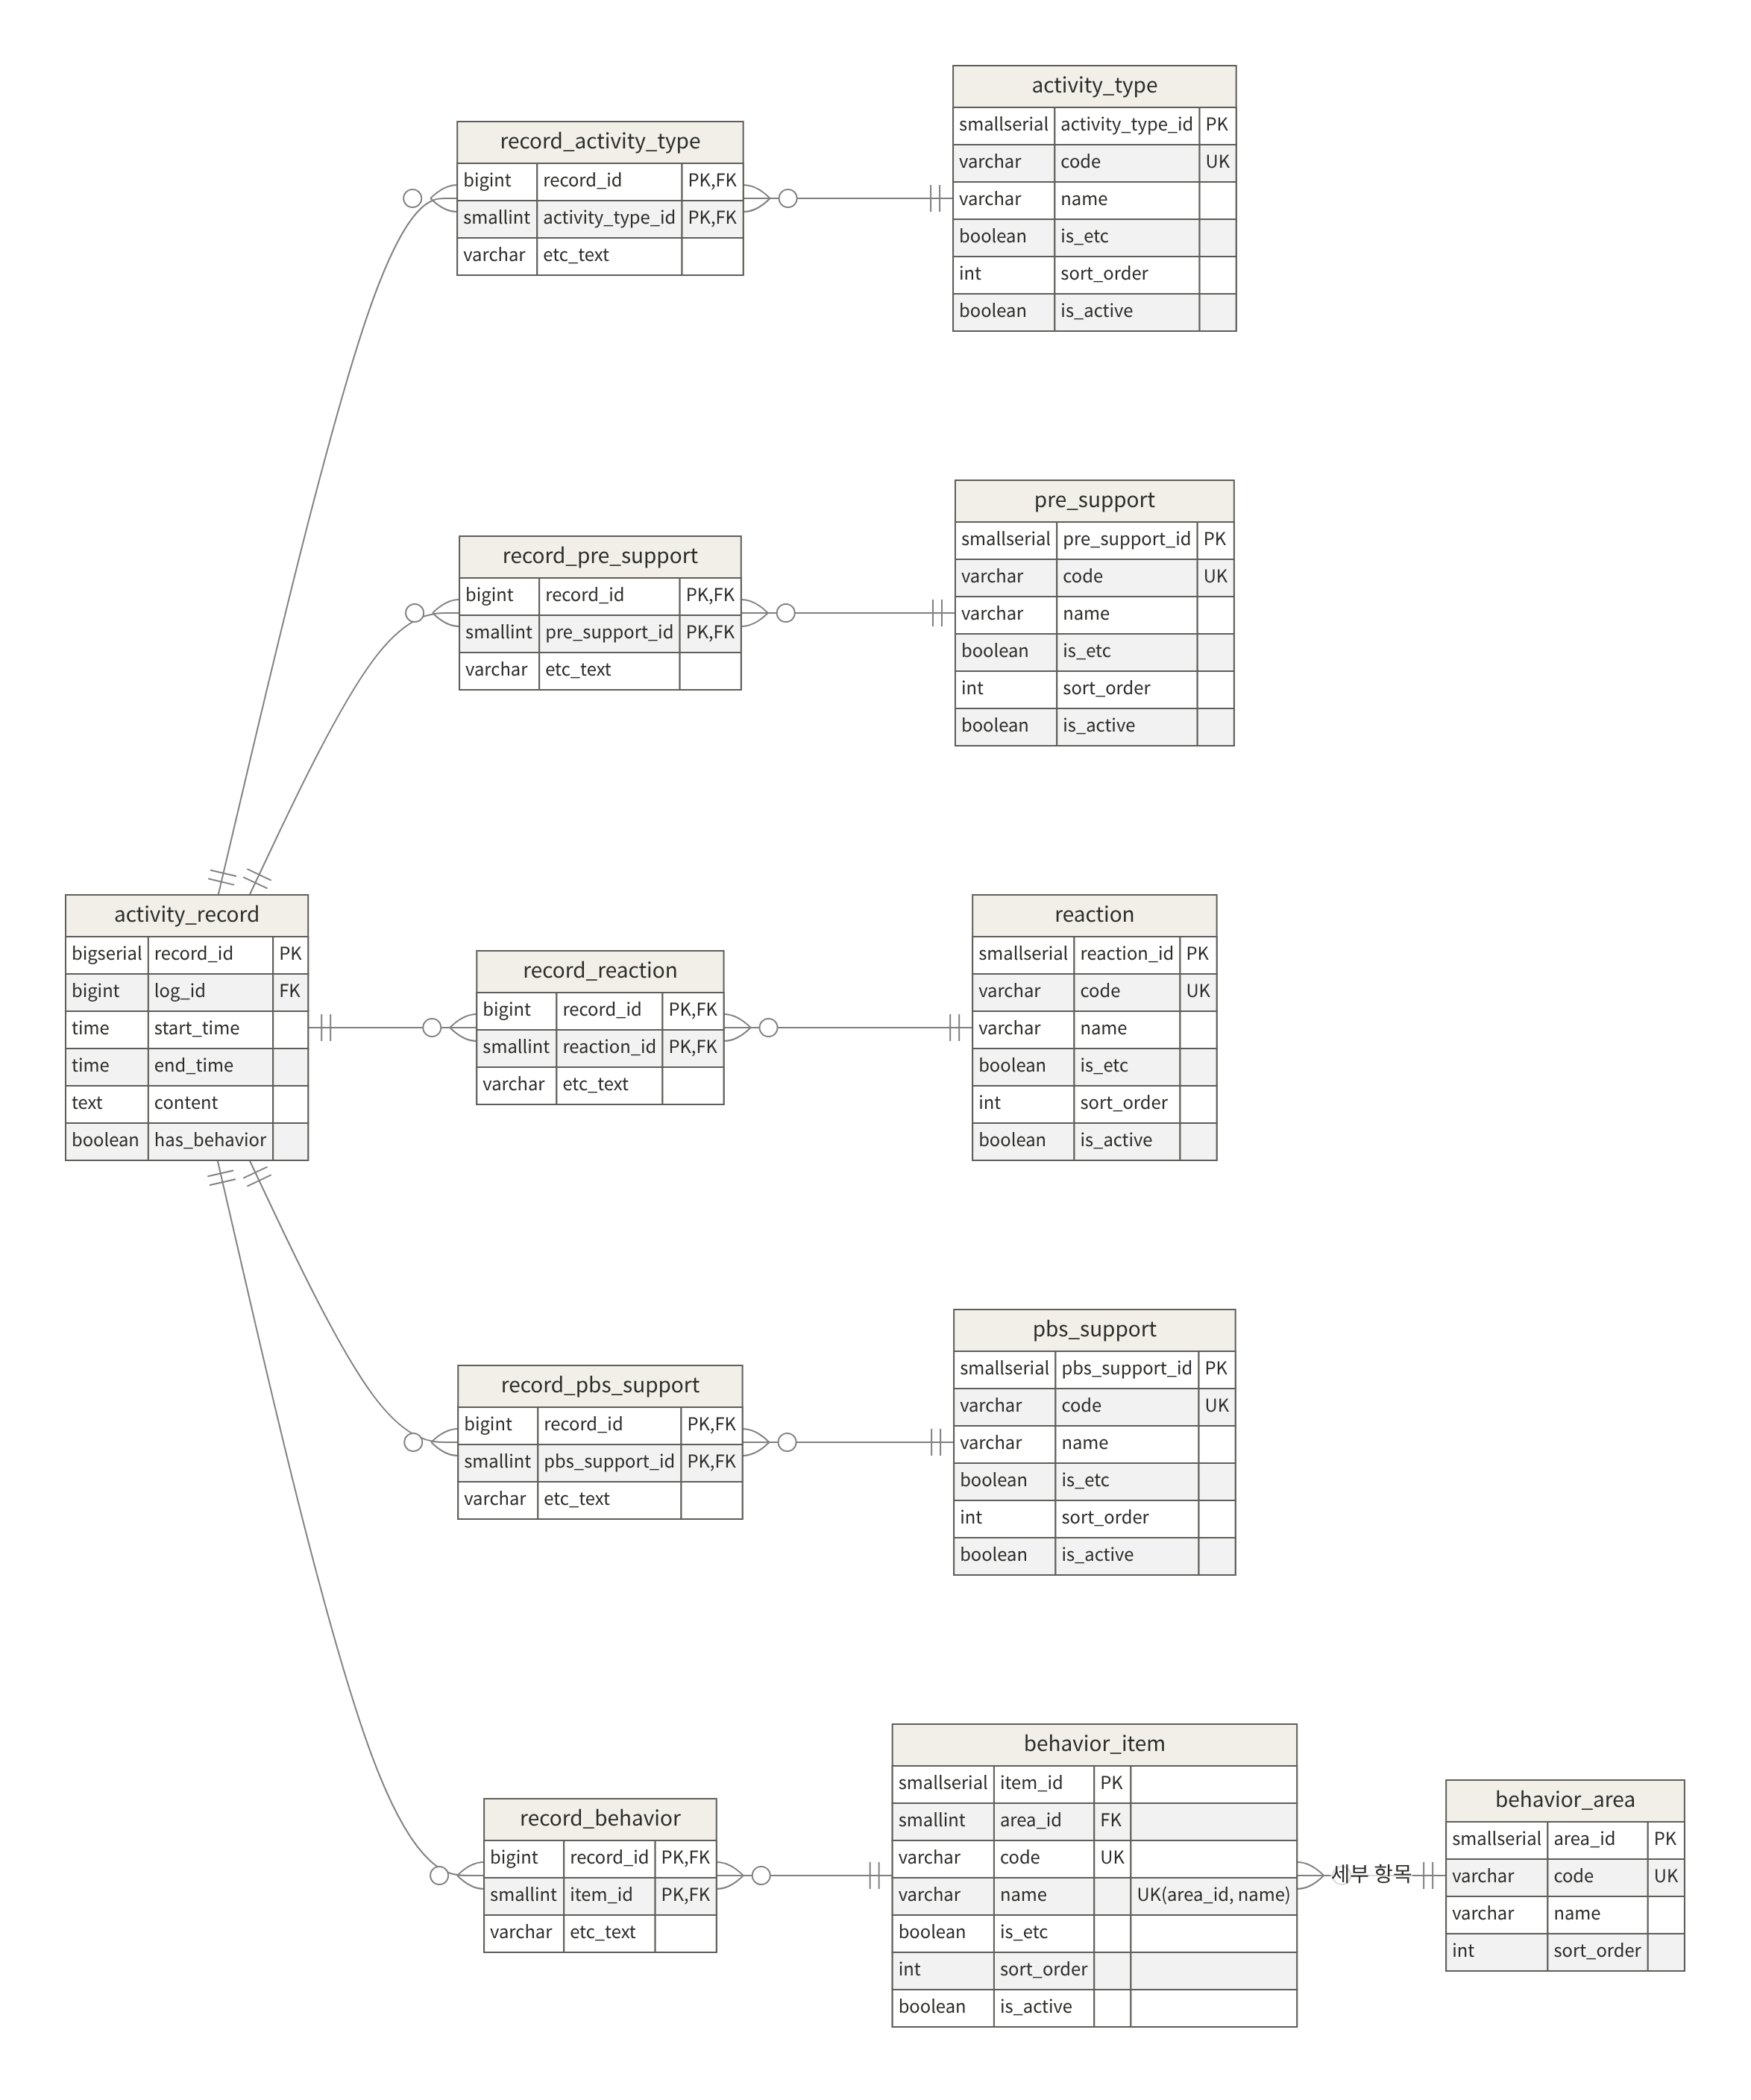 activity_type
smallserial activity_type_id PK
varchar code UK
varchar name
boolean is_etc
int sort_order
boolean is_active
record_activity_type
bigint record_id PK,FK
smallint activity_type_id PK,FK
varchar etc_text
pre_support
smallserial pre_support_id PK
varchar code UK
varchar name
boolean is_etc
int sort_order
boolean is_active
record_pre_support
bigint record_id PK,FK
smallint pre_support_id PK,FK
varchar etc_text
activity_record
bigserial record_id PK
bigint log_id FK
time start_time
time end_time
text content
boolean has_behavior
record_reaction
bigint record_id PK,FK
smallint reaction_id PK,FK
varchar etc_text
reaction
smallserial reaction_id PK
varchar code UK
varchar name
boolean is_etc
int sort_order
boolean is_active
pbs_support
smallserial pbs_support_id PK
varchar code UK
varchar name
boolean is_etc
int sort_order
boolean is_active
record_pbs_support
bigint record_id PK,FK
smallint pbs_support_id PK,FK
varchar etc_text
record_behavior
bigint record_id PK,FK
smallint item_id PK,FK
varchar etc_text
behavior_item
smallserial item_id PK
smallint area_id FK
varchar code UK
varchar name UK(area_id, name)
boolean is_etc
int sort_order
boolean is_active
세부 항목
behavior_area
smallserial area_id PK
varchar code UK
varchar name
int sort_order